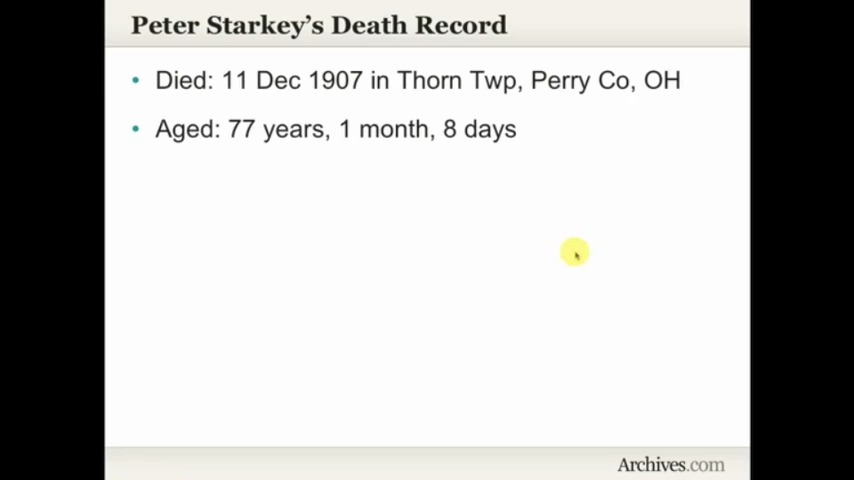 Peter Starkey's Death Record
• Died: 11 Dec 1907 in Thorn Twp, Perry Co, OH
• Aged: 77 years, 1 month, 8 days
Archives.com